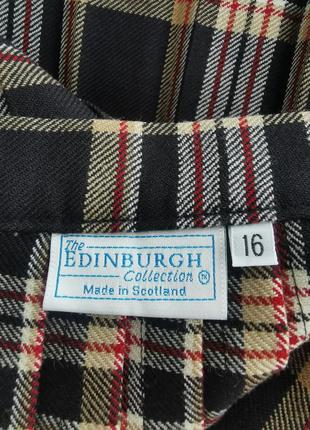 The
EDINBURGH
Collection
Made in Scotland
16